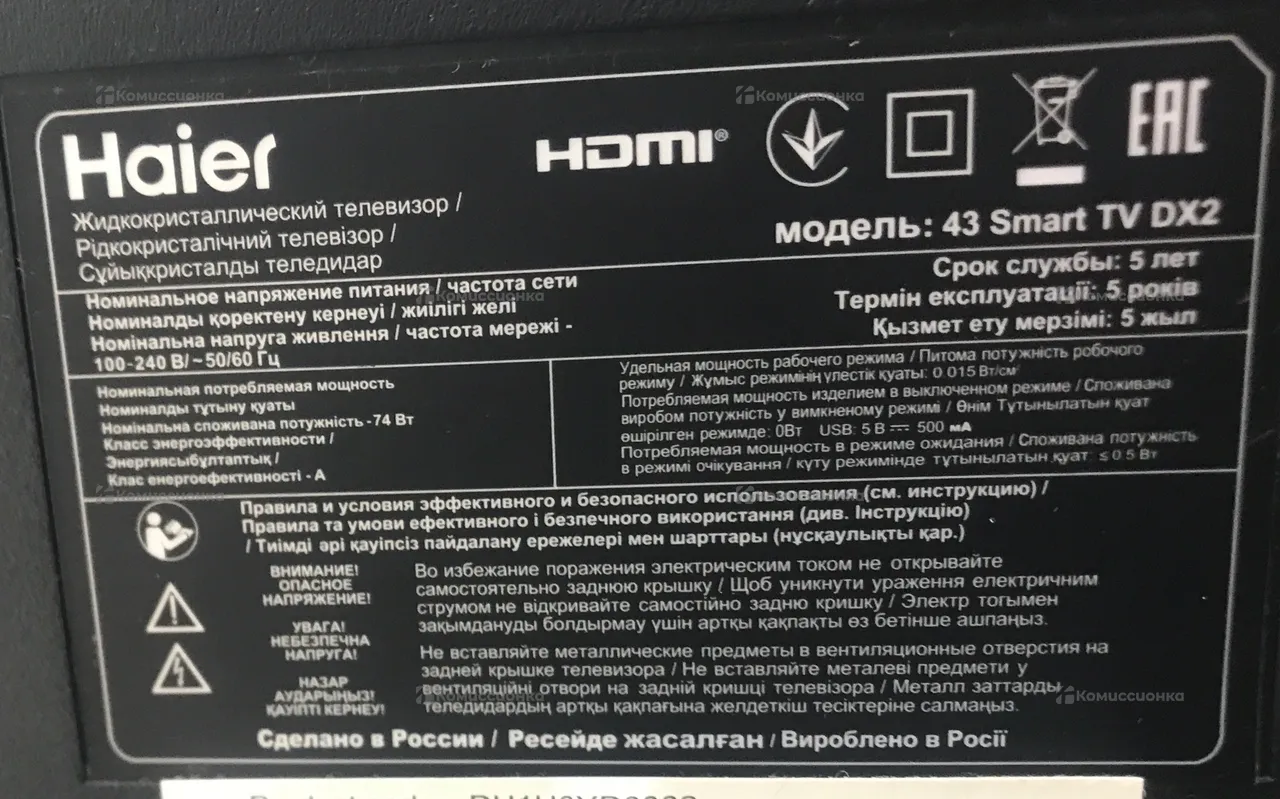 Haier
HDMI®
EAC
Жидкокристаллический телевизор /
Рідкокристалічний телевізор /
Сұйыққристалды теледидар
модель: 43 Smart TV DX2
Номинальное напряжение питания / частота сети
Номиналды қоректену кернеуі / жиілігі желі
Номінальна напруга живлення / частота мережі -
100-240 В/ ~ 50/60 Гц
Срок службы: 5 лет
Термін експлуатації: 5 років
Қызмет ету мерзімі: 5 жыл
Номинальная потребляемая мощность
Номиналды тұтыну қуаты
Номінальна споживана потужність - 74 Вт
Класс энергоэффективности /
Энергиясыбұлтаптық /
Клас енергоефективності - А
Удельная мощность рабочего режима / Питома потужність робочого
режиму / Жұмыс режимінің үлестік қуаты: 0 015 Вт/см²
Потребляемая мощность изделием в выключенном режиме / Споживана
виробом потужність у вимкненому режимі / Өнім Тұтынылатын қуат
өшірілген режимде: 0Вт USB: 5 В ⎓ 500 мА
Потребляемая мощность в режиме ожидания / Споживана потужність
в режимі очікування / күту режимінде тұтынылатын қуат: ≤ 0 5 Вт
Правила и условия эффективного и безопасного использования (см. инструкцию) /
Правила та умови ефективного і безпечного використання (див. Інструкцію)
/ Тиімді әрі қауіпсіз пайдалану ережелері мен шарттары (нұсқаулықты қар.)
ВНИМАНИЕ!
ОПАСНОЕ
НАПРЯЖЕНИЕ!
УВАГА!
НЕБЕЗПЕЧНА
НАПРУГА!
НАЗАР
АУДАРЫҢЫЗ!
ҚАУІПТІ КЕРНЕУ!
Во избежание поражения электрическим током не открывайте
самостоятельно заднюю крышку / Щоб уникнути ураження електричним
струмом не відкривайте самостійно задню кришку / Электр тогымен
зақымдануды болдырмау үшін артқы қақпақты өз бетінше ашпаңыз.
Не вставляйте металлические предметы в вентиляционные отверстия на
задней крышке телевизора / Не вставляйте металеві предмети у
вентиляційні отвори на задній кришці телевізора / Металл заттарды
теледидардың артқы қақпағына желдеткіш тесіктеріне салмаңыз.
Сделано в России / Ресейде жасалған / Вироблено в Росії
Комиссионка
Комиссионка
Комиссионка
Комиссионка
Комиссионка
Комиссионка
Комиссионка
Комиссионка